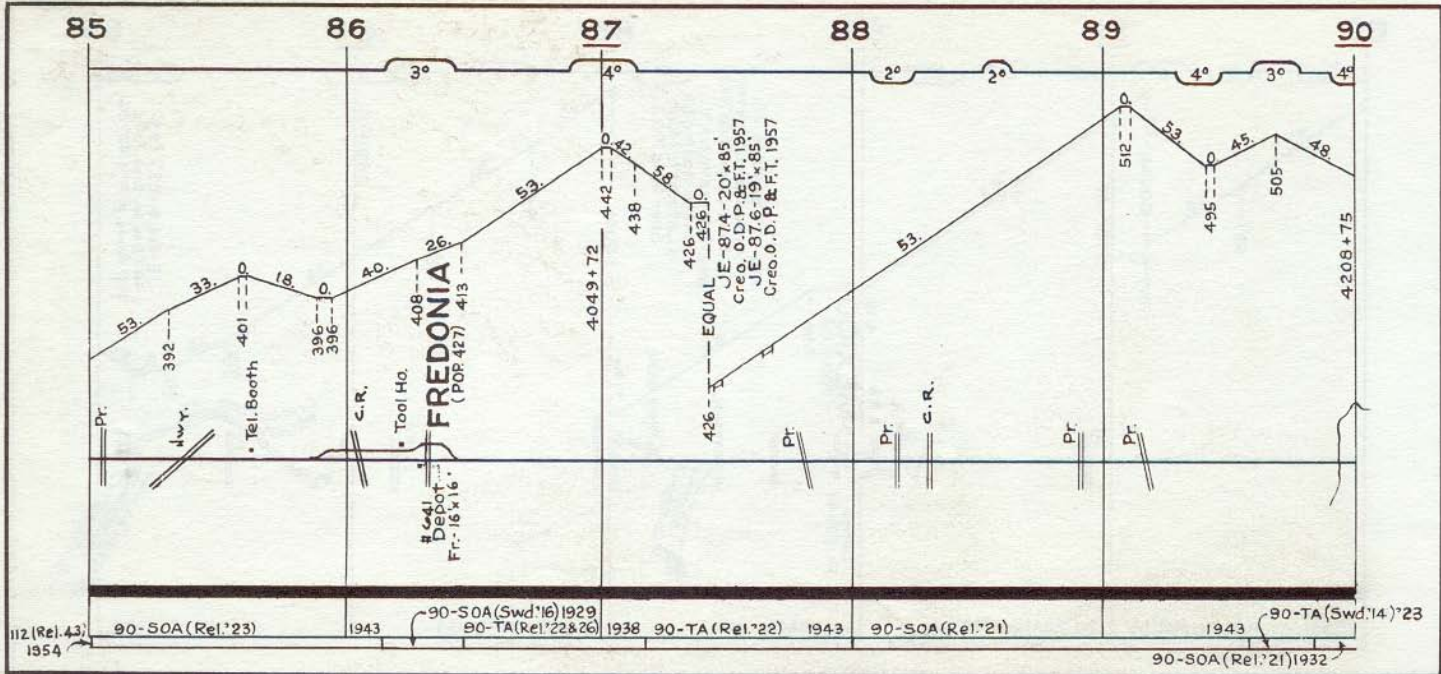 85 86 87 88 89 90
3° 4° 2° 2° 4° 3° 4°
53. 33. 0. 18. 0. 40. 26. 53. 0. 42. 58. 0. 53. 0. 53. 0. 45. 48.
392
401
396
396
408
413
442
438
426
426
426
EQUAL
512
495
505
4049+72
4208+75
JE-87.4-20'x85'
Creo. O.D.P.& F.T. 1957
JE-87.6-19'x85'
Creo. O.D.P.& F.T. 1957
Pr.
Hwy.
Tel. Booth
C.R.
Tool Ho.
FREDONIA
(POP. 427)
#641
Depot
Fr.-16'x16'
Pr.
Pr.
C.R.
Pr.
Pr.
90-SOA(Swd.'16)1929
90-TA(Swd.'14)'23
112(Rel.43)
1954
90-SOA(Rel.'23)
1943
90-TA(Rel.'22&26)
1938
90-TA(Rel.'22)
1943
90-SOA(Rel.'21)
1943
90-SOA(Rel.'21)1932